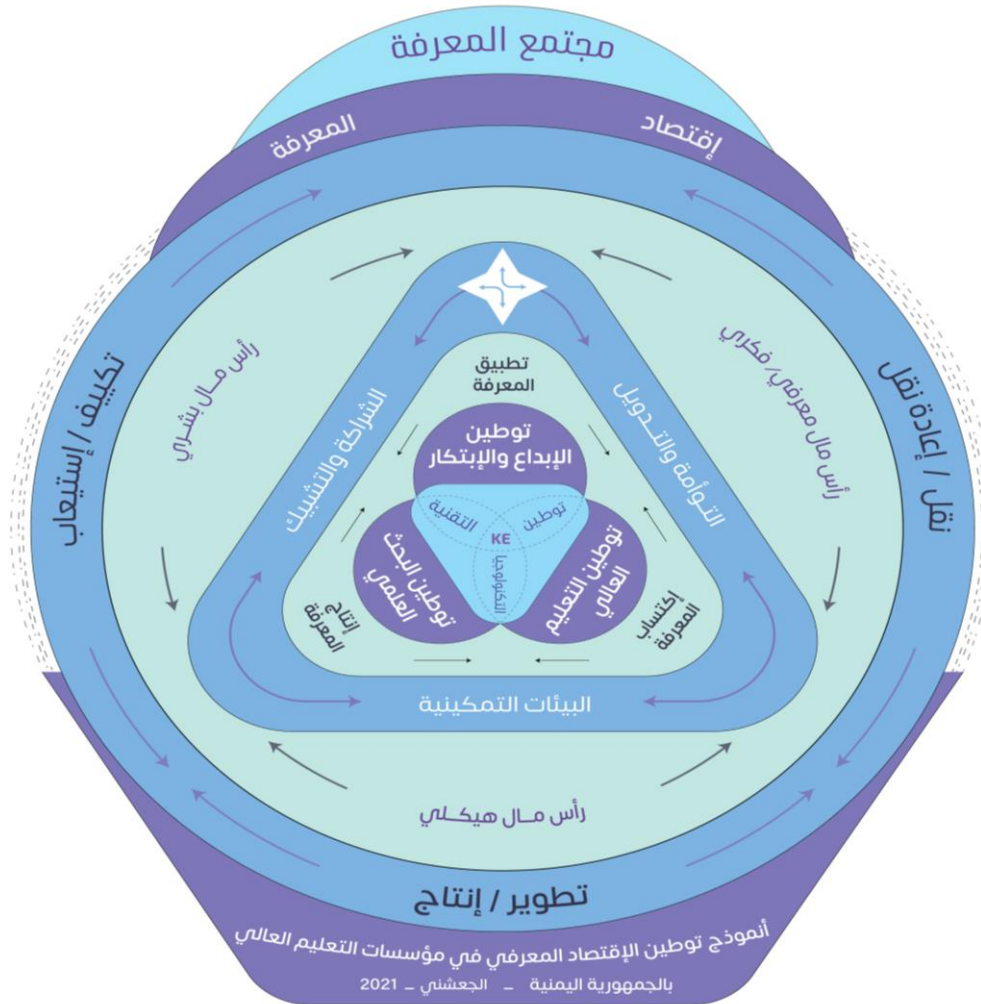 مجتمع المعرفة
إقتصاد
المعرفة
نقل / إعادة نقل
تكييف / إستيعاب
رأس مال معرفي/ فكري
رأس مال بشري
التوأمة والتدويل
الشراكة والتشبيك
تطبيق
المعرفة
توطين
الإبداع والإبتكار
توطين
التقنية
KE
التكنولوجيا
توطين التعليم
العالي
توطين البحث
العلمي
إكتساب
المعرفة
إنتاج
المعرفة
البيئات التمكينية
رأس مال هيكلي
تطوير / إنتاج
أنموذج توطين الإقتصاد المعرفي في مؤسسات التعليم العالي
بالجمهورية اليمنية – الجعشني – 2021